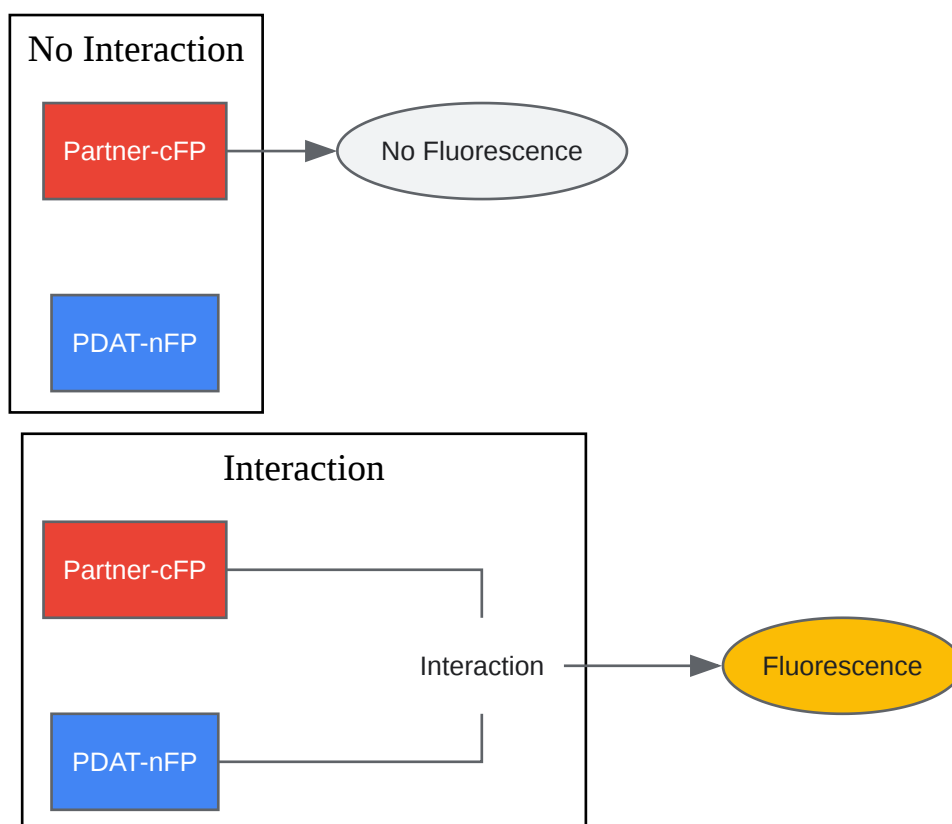 No Interaction
Partner-cFP
No Fluorescence
PDAT-nFP
Interaction
Partner-cFP
Interaction
Fluorescence
PDAT-nFP